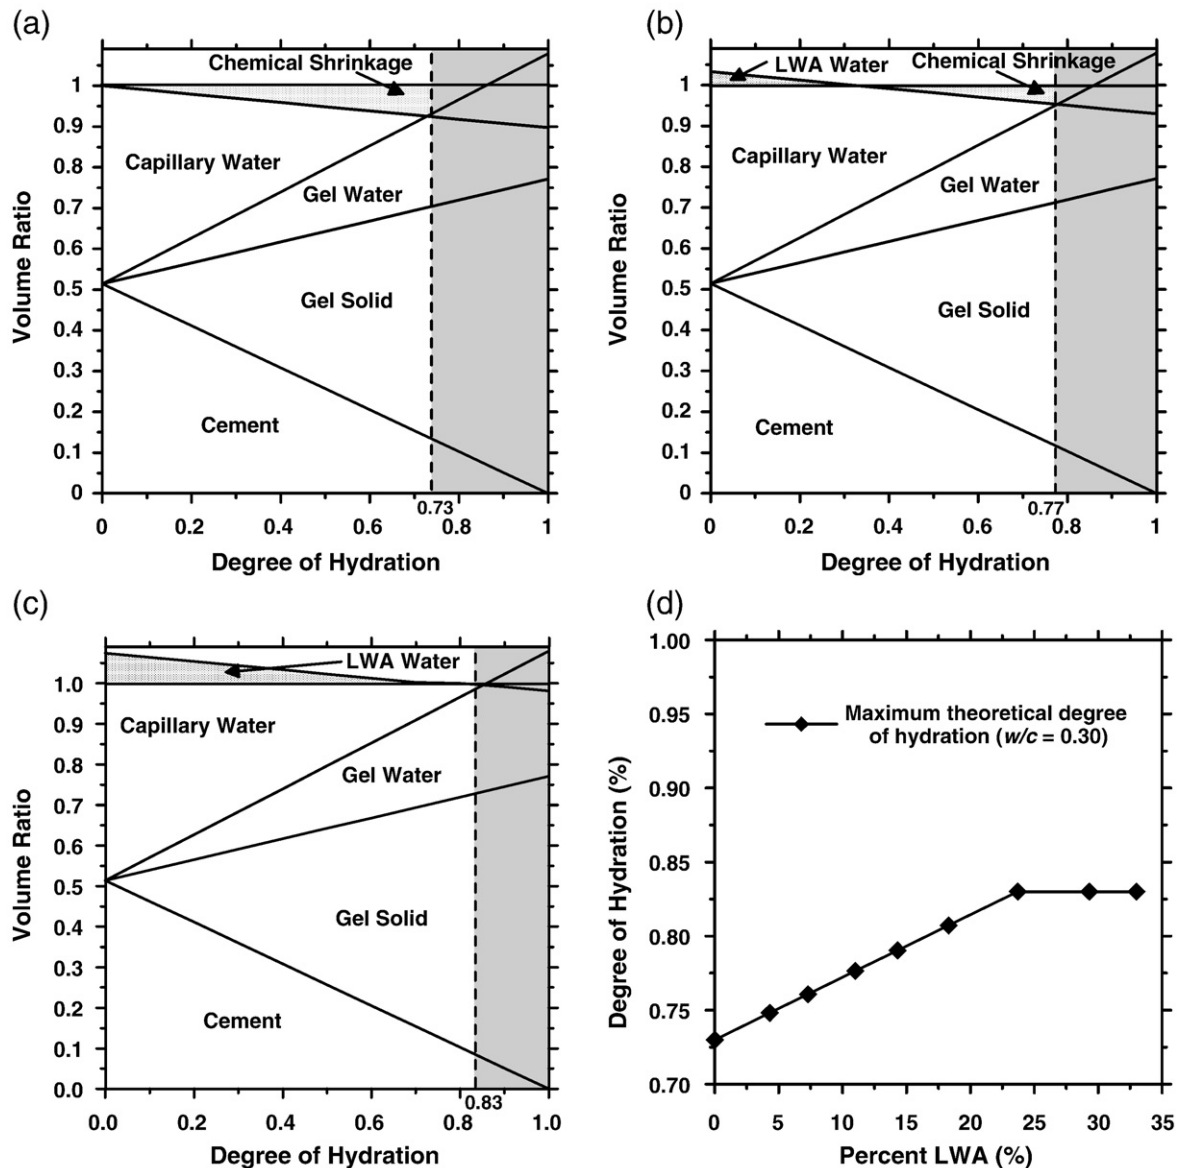 (a)
Chemical Shrinkage
Capillary Water
Gel Water
Gel Solid
Cement
Volume Ratio
1
0.9
0.8
0.7
0.6
0.5
0.4
0.3
0.2
0.1
0
0 0.2 0.4 0.6 0.73 0.8 1
Degree of Hydration
(b)
LWA Water
Chemical Shrinkage
Capillary Water
Gel Water
Gel Solid
Cement
Volume Ratio
1
0.9
0.8
0.7
0.6
0.5
0.4
0.3
0.2
0.1
0
0 0.2 0.4 0.6 0.77 0.8 1
Degree of Hydration
(c)
LWA Water
Capillary Water
Gel Water
Gel Solid
Cement
Volume Ratio
1.0
0.9
0.8
0.7
0.6
0.5
0.4
0.3
0.2
0.1
0.0
0.0 0.2 0.4 0.6 0.8 0.83 1.0
Degree of Hydration
(d)
Maximum theoretical degree
of hydration (w/c = 0.30)
Degree of Hydration (%)
1.00
0.95
0.90
0.85
0.80
0.75
0.70
0 5 10 15 20 25 30 35
Percent LWA (%)